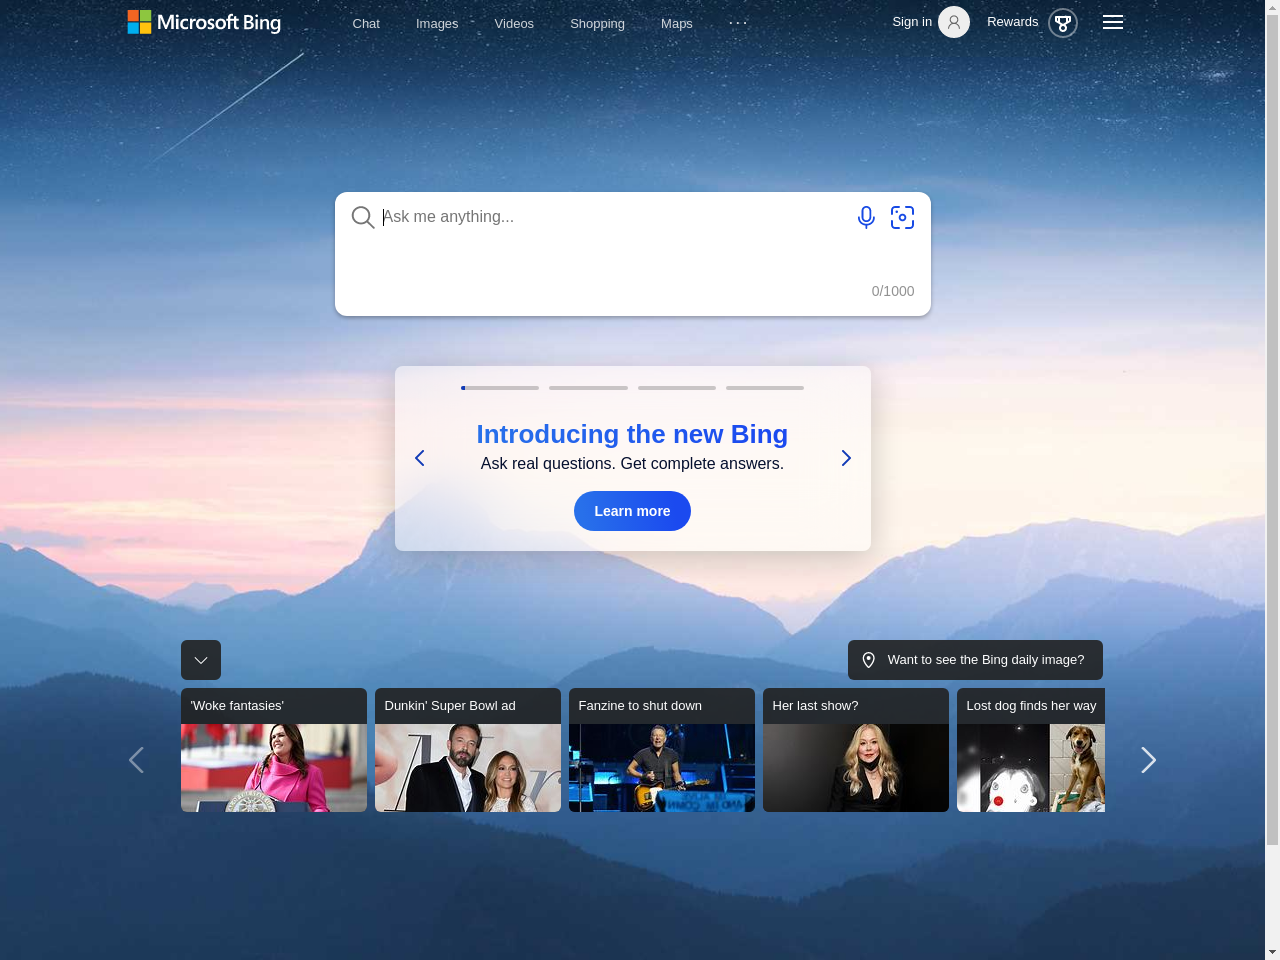 Microsoft Bing
Chat
Images
Videos
Shopping
Maps
Sign in
Rewards
Ask me anything...
0/1000
Introducing the new Bing
Ask real questions. Get complete answers.
Learn more
Want to see the Bing daily image?
'Woke fantasies'
Dunkin' Super Bowl ad
Fanzine to shut down
Her last show?
Lost dog finds her way